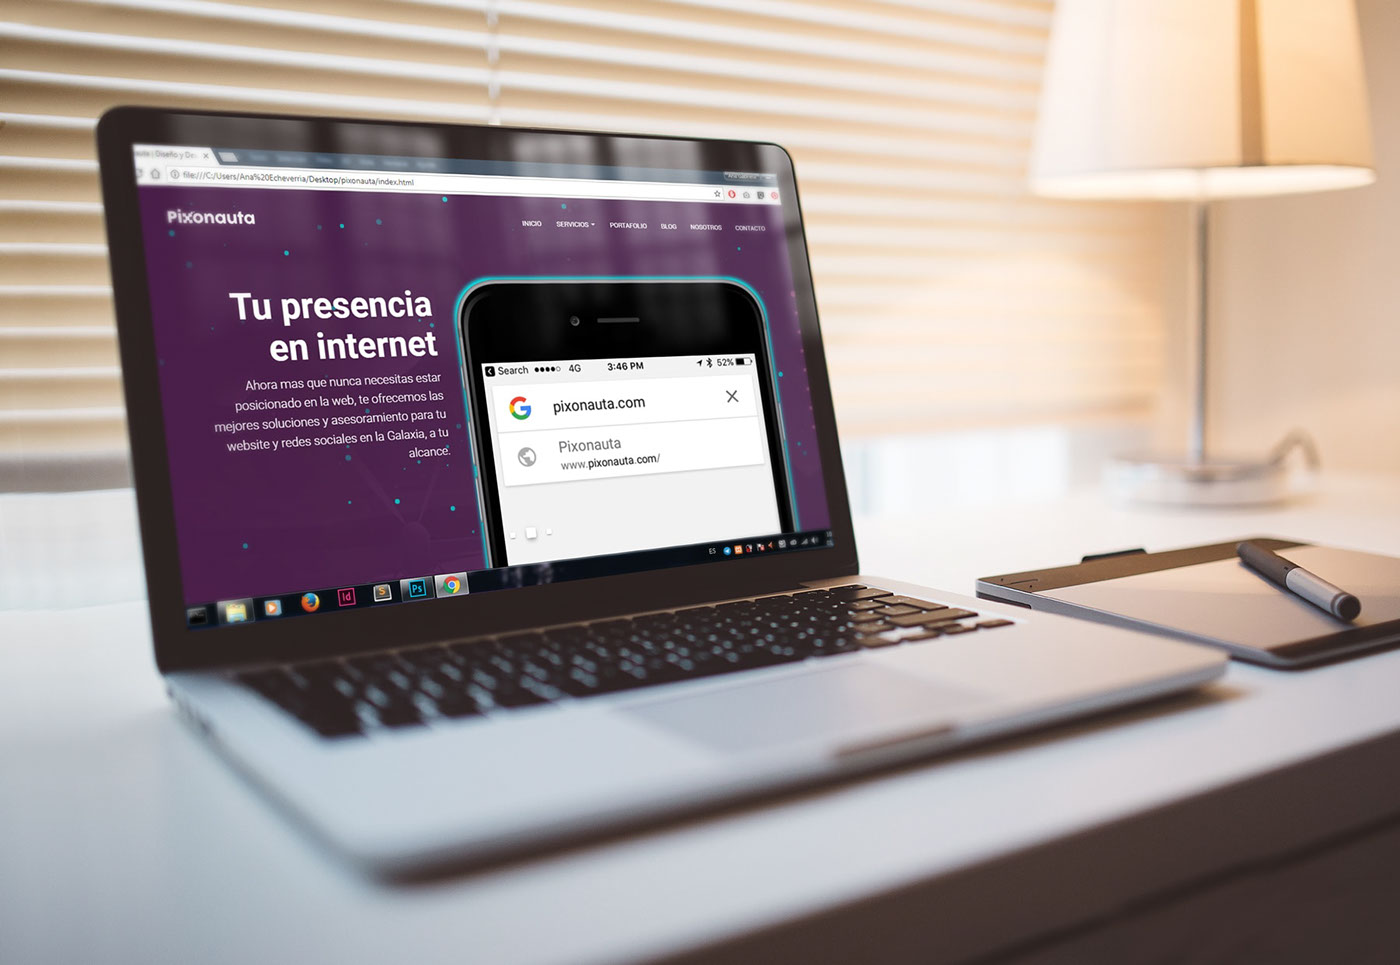 Diseño y De
file:///C:/Users/Ana%20Echeverria/Desktop/pixonauta/index.html
Pixonauta
INICIO SERVICIOS PORTAFOLIO BLOG NOSOTROS CONTACTO
Tu presencia
en internet
Ahora mas que nunca necesitas estar
posicionado en la web, te ofrecemos las
mejores soluciones y asesoramiento para tu
website y redes sociales en la Galaxia, a tu
alcance.
Search 4G 3:46 PM 52%
pixonauta.com
Pixonauta
www.pixonauta.com/
ES
Id S Ps